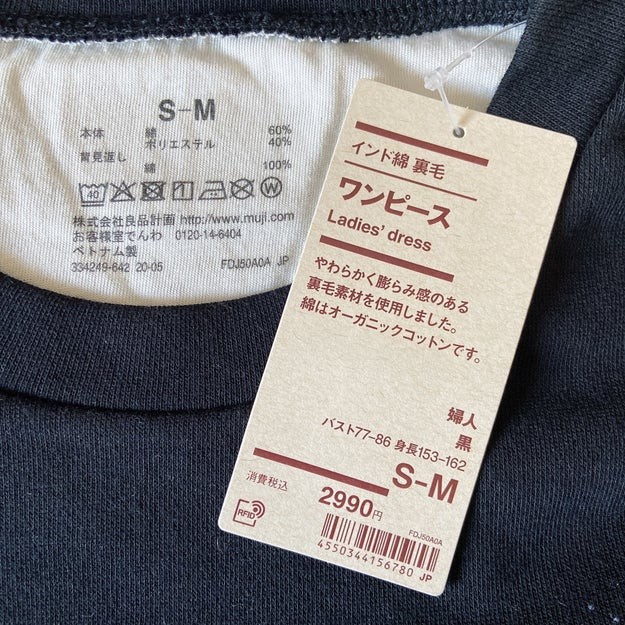 S-M
本体 綿 60%
ポリエステル 40%
背見返し
綿 100%
40 W
株式会社良品計画 http://www.muji.com
お客様室でんわ 0120-14-6404
ベトナム製
334249-642 20-05 FDJ50A0A JP
インド綿 裏毛
ワンピース
Ladies' dress
やわらかく膨らみ感のある
裏毛素材を使用しました。
綿はオーガニックコットンです。
婦人
黒
バスト77-86 身長153-162
S-M
消費税込
2990円
RFID
FDJ50A0A
4550344156780 JP